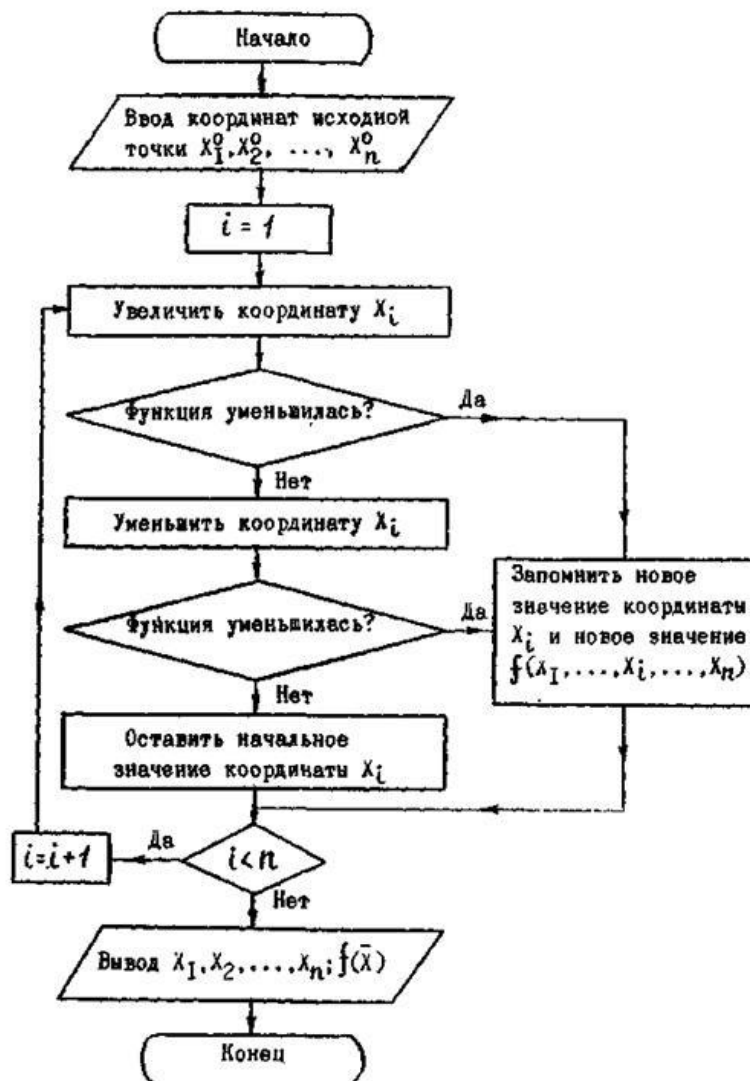 Начало
Ввод координат исходной
точки X₁⁰, X₂⁰, ..., Xₙ⁰
i = 1
Увеличить координату Xᵢ
Функция уменьшилась?
Да
Нет
Уменьшить координату Xᵢ
Функция уменьшилась?
Да
Запомнить новое
значение координаты
Xᵢ и новое значение
f(X_I,...,Xᵢ,...,Xₙ)
Нет
Оставить начальное
значение координаты Xᵢ
i=i+1
Да
i<n
Нет
Вывод X_I, X₂,...,Xₙ; f(X̄)
Конец